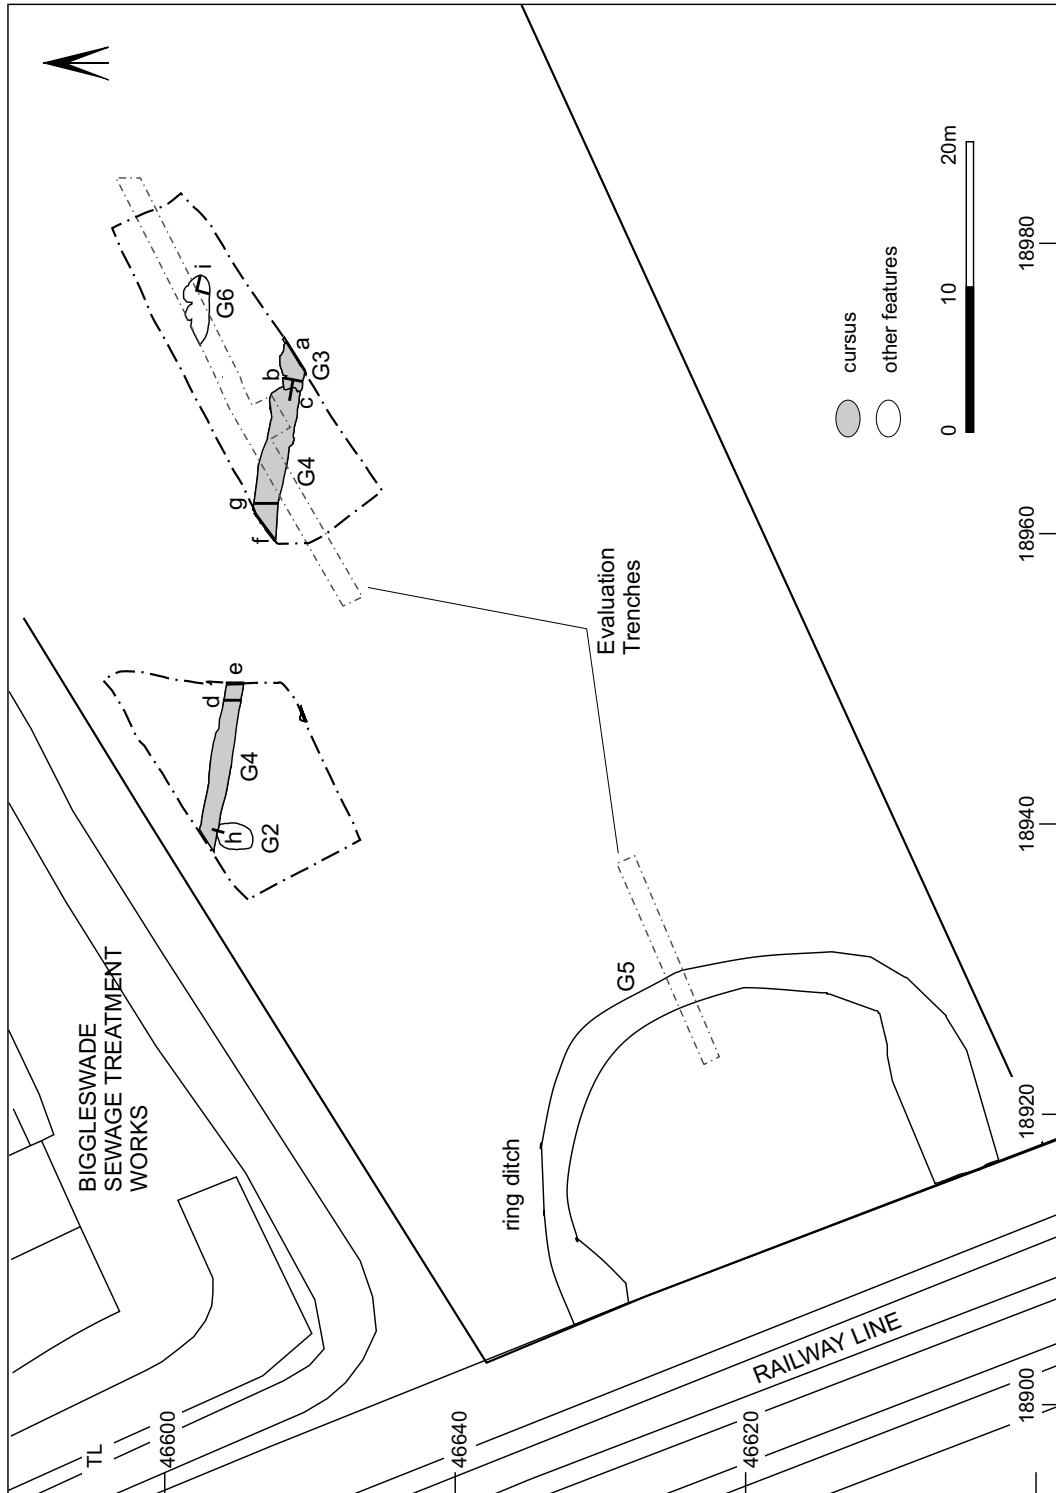 BIGGLESWADE
SEWAGE TREATMENT
WORKS
TL
46600
46640
46620
18900
18920
18940
18960
18980
RAILWAY LINE
ring ditch
G5
Evaluation
Trenches
h
G2
G4
d
e
f
g
G4
c
b
G3
a
G6
i
cursus
other features
0
10
20m